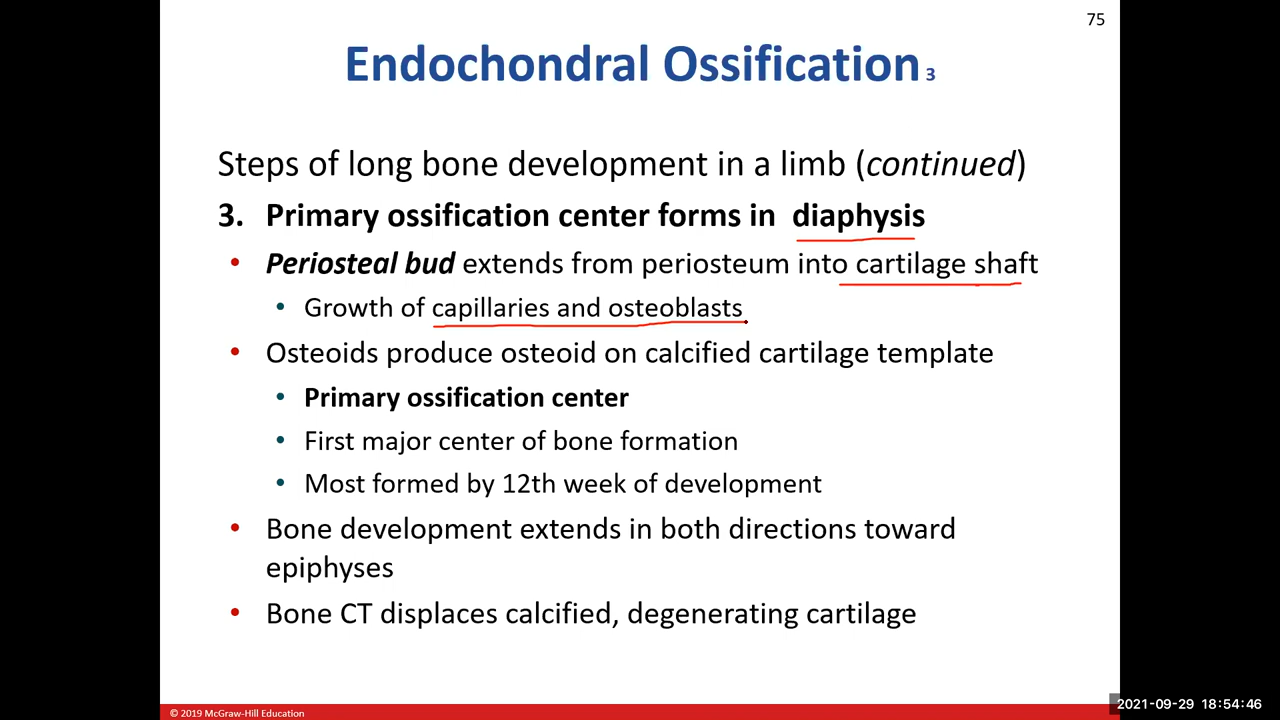 75
Endochondral Ossification 3
Steps of long bone development in a limb (continued)
3. Primary ossification center forms in diaphysis
• Periosteal bud extends from periosteum into cartilage shaft
• Growth of capillaries and osteoblasts
• Osteoids produce osteoid on calcified cartilage template
• Primary ossification center
• First major center of bone formation
• Most formed by 12th week of development
• Bone development extends in both directions toward
epiphyses
• Bone CT displaces calcified, degenerating cartilage
© 2019 McGraw-Hill Education
2021-09-29 18:54:46